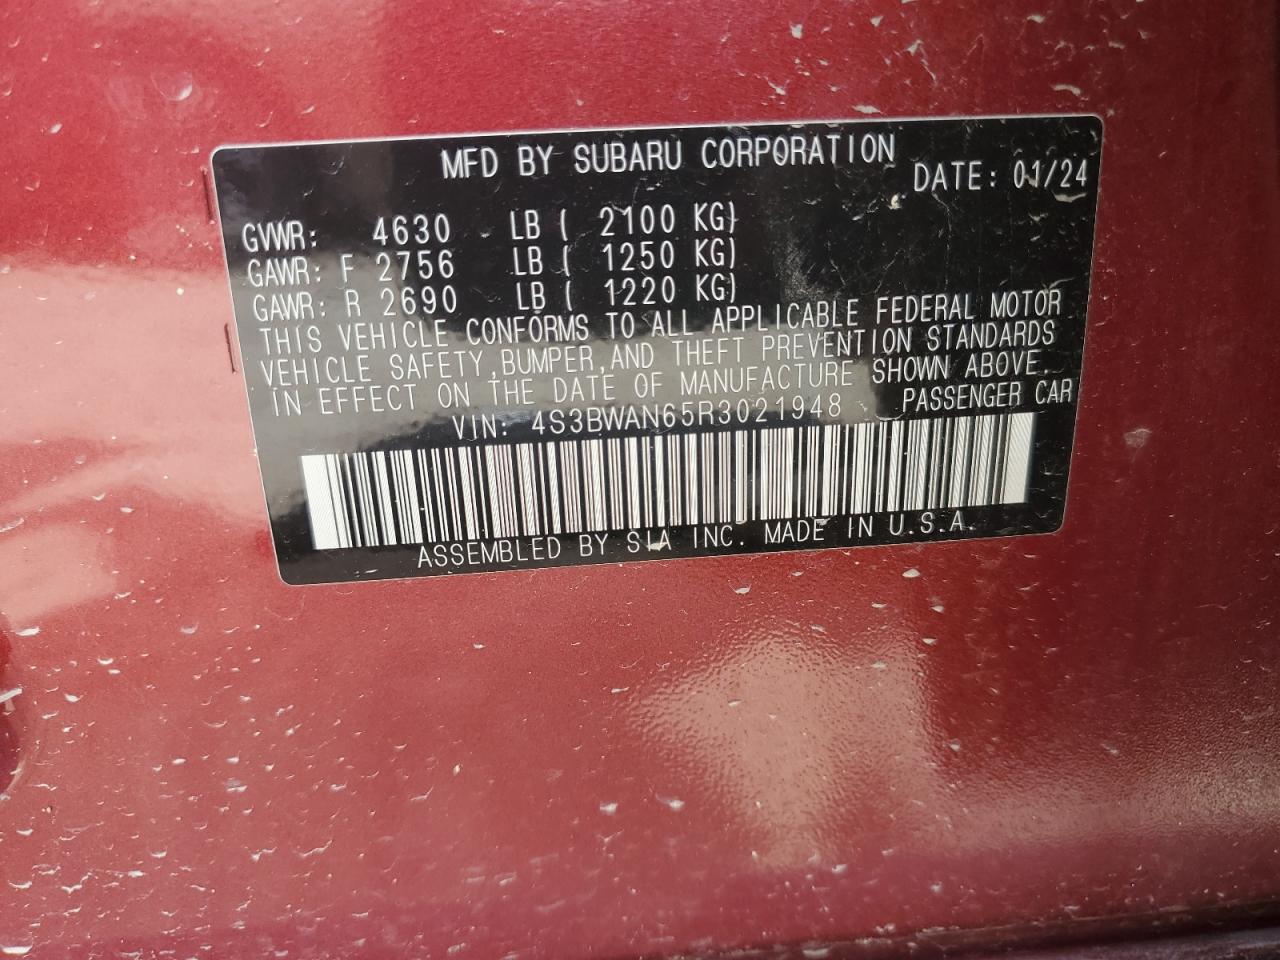 MFD BY SUBARU CORPORATION
DATE: 01/24
GVWR: 4630 LB ( 2100 KG)
GAWR: F 2756 LB ( 1250 KG)
GAWR: R 2690 LB ( 1220 KG)
THIS VEHICLE CONFORMS TO ALL APPLICABLE FEDERAL MOTOR
VEHICLE SAFETY,BUMPER,AND THEFT PREVENTION STANDARDS
IN EFFECT ON THE DATE OF MANUFACTURE SHOWN ABOVE.
VIN: 4S3BWAN65R3021948 PASSENGER CAR
ASSEMBLED BY SIA INC. MADE IN U.S.A.